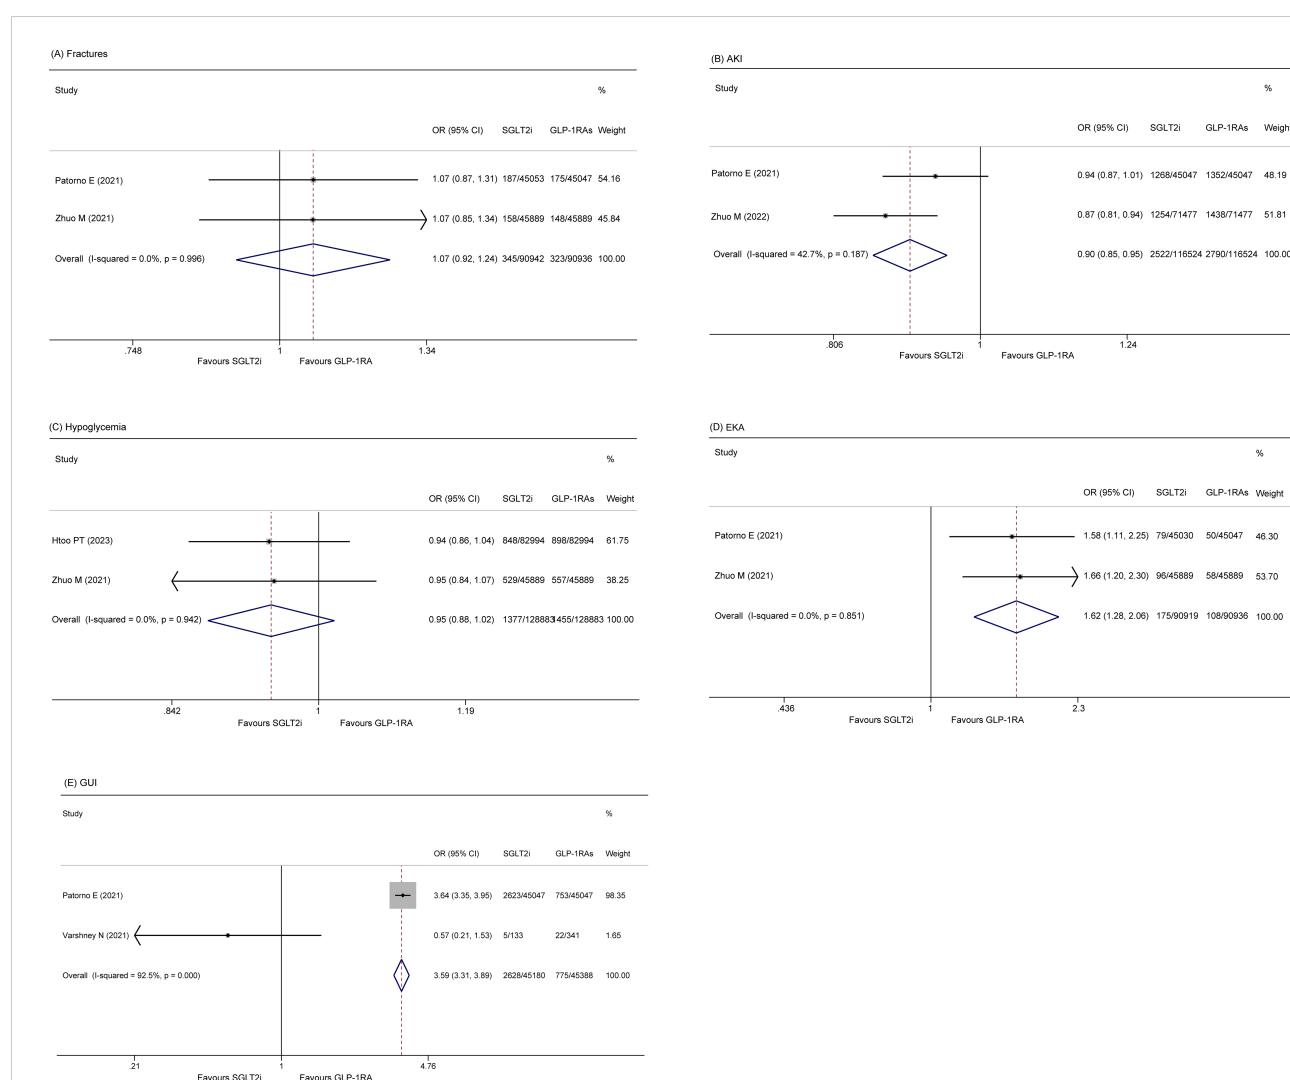 (A) Fractures
Study %
OR (95% CI) SGLT2i GLP-1RAs Weight
Patorno E (2021) 1.07 (0.87, 1.31) 187/45053 175/45047 54.16
Zhuo M (2021) 1.07 (0.85, 1.34) 158/45889 148/45889 45.84
Overall (I-squared = 0.0%, p = 0.996) 1.07 (0.92, 1.24) 345/90942 323/90936 100.00
.748 1 1.34
Favours SGLT2i Favours GLP-1RA
(B) AKI
Study %
OR (95% CI) SGLT2i GLP-1RAs Weigh
Patorno E (2021) 0.94 (0.87, 1.01) 1268/45047 1352/45047 48.19
Zhuo M (2022) 0.87 (0.81, 0.94) 1254/71477 1438/71477 51.81
Overall (I-squared = 42.7%, p = 0.187) 0.90 (0.85, 0.95) 2522/116524 2790/116524 100.00
.806 1 1.24
Favours SGLT2i Favours GLP-1RA
(C) Hypoglycemia
Study %
OR (95% CI) SGLT2i GLP-1RAs Weight
Htoo PT (2023) 0.94 (0.86, 1.04) 848/82994 898/82994 61.75
Zhuo M (2021) 0.95 (0.84, 1.07) 529/45889 557/45889 38.25
Overall (I-squared = 0.0%, p = 0.942) 0.95 (0.88, 1.02) 1377/128883 1455/128883 100.00
.842 1 1.19
Favours SGLT2i Favours GLP-1RA
(D) EKA
Study %
OR (95% CI) SGLT2i GLP-1RAs Weight
Patorno E (2021) 1.58 (1.11, 2.25) 79/45030 50/45047 46.30
Zhuo M (2021) 1.66 (1.20, 2.30) 96/45889 58/45889 53.70
Overall (I-squared = 0.0%, p = 0.851) 1.62 (1.28, 2.06) 175/90919 108/90936 100.00
.436 1 2.3
Favours SGLT2i Favours GLP-1RA
(E) GUI
Study %
OR (95% CI) SGLT2i GLP-1RAs Weight
Patorno E (2021) 3.64 (3.35, 3.95) 2623/45047 753/45047 98.35
Varshney N (2021) 0.57 (0.21, 1.53) 5/133 22/341 1.65
Overall (I-squared = 92.5%, p = 0.000) 3.59 (3.31, 3.89) 2628/45180 775/45388 100.00
.21 1 4.76
Favours SGLT2i Favours GLP-1RA